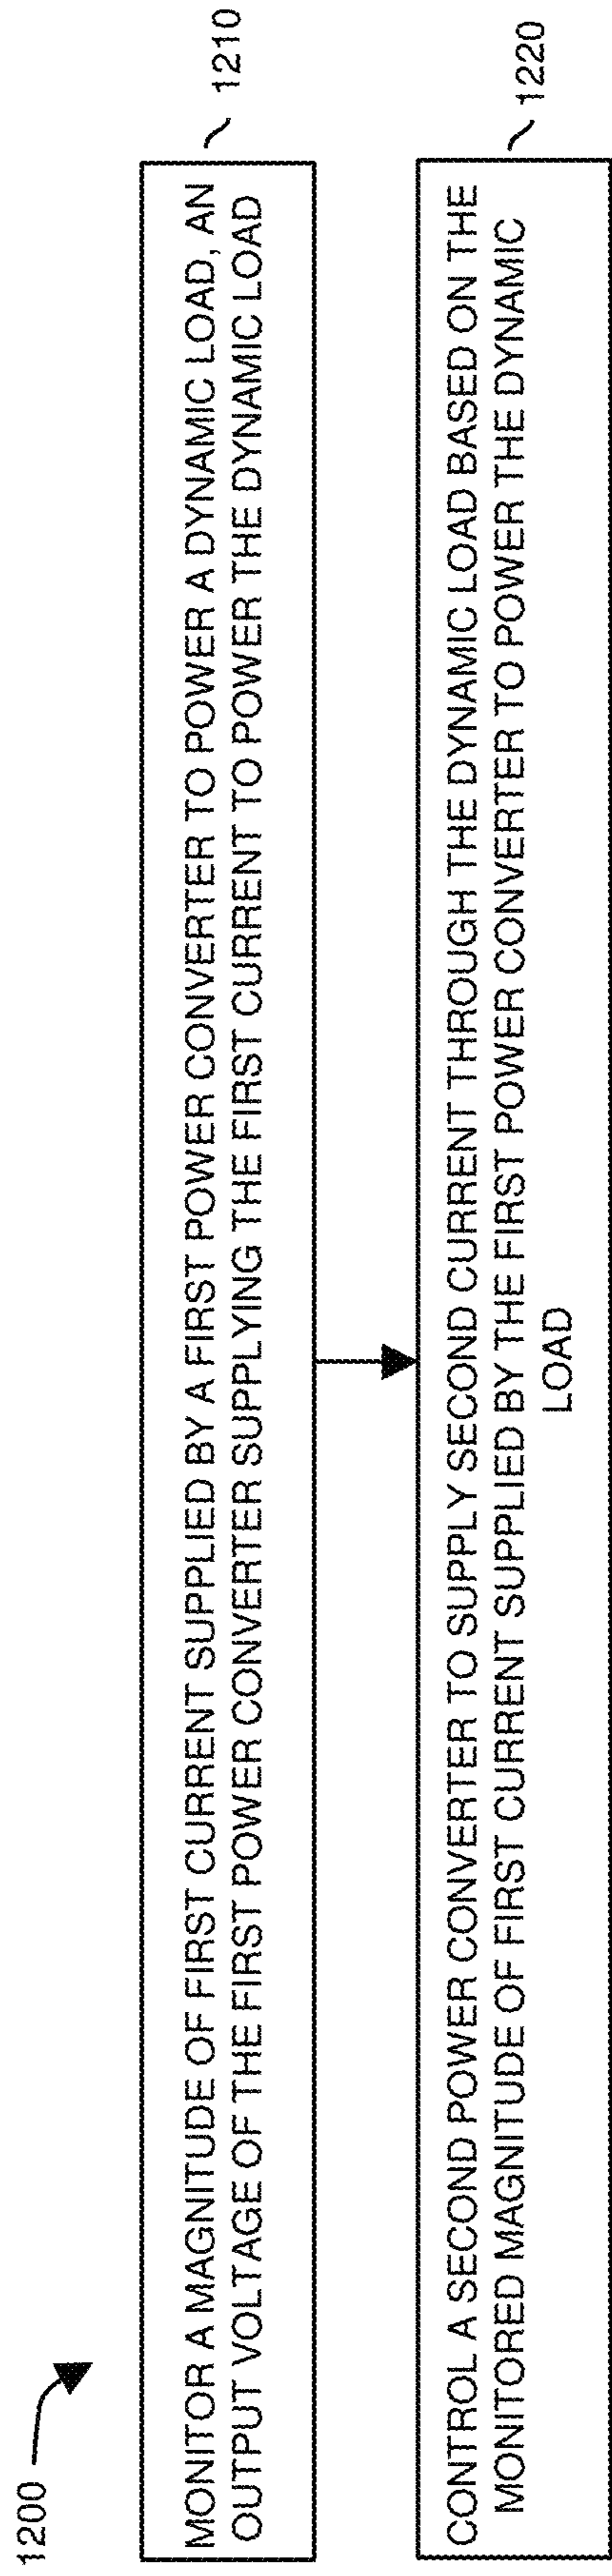 1200
MONITOR A MAGNITUDE OF FIRST CURRENT SUPPLIED BY A FIRST POWER CONVERTER TO POWER A DYNAMIC LOAD, AN
OUTPUT VOLTAGE OF THE FIRST POWER CONVERTER SUPPLYING THE FIRST CURRENT TO POWER THE DYNAMIC LOAD
1210
CONTROL A SECOND POWER CONVERTER TO SUPPLY SECOND CURRENT THROUGH THE DYNAMIC LOAD BASED ON THE
MONITORED MAGNITUDE OF FIRST CURRENT SUPPLIED BY THE FIRST POWER CONVERTER TO POWER THE DYNAMIC
LOAD
1220